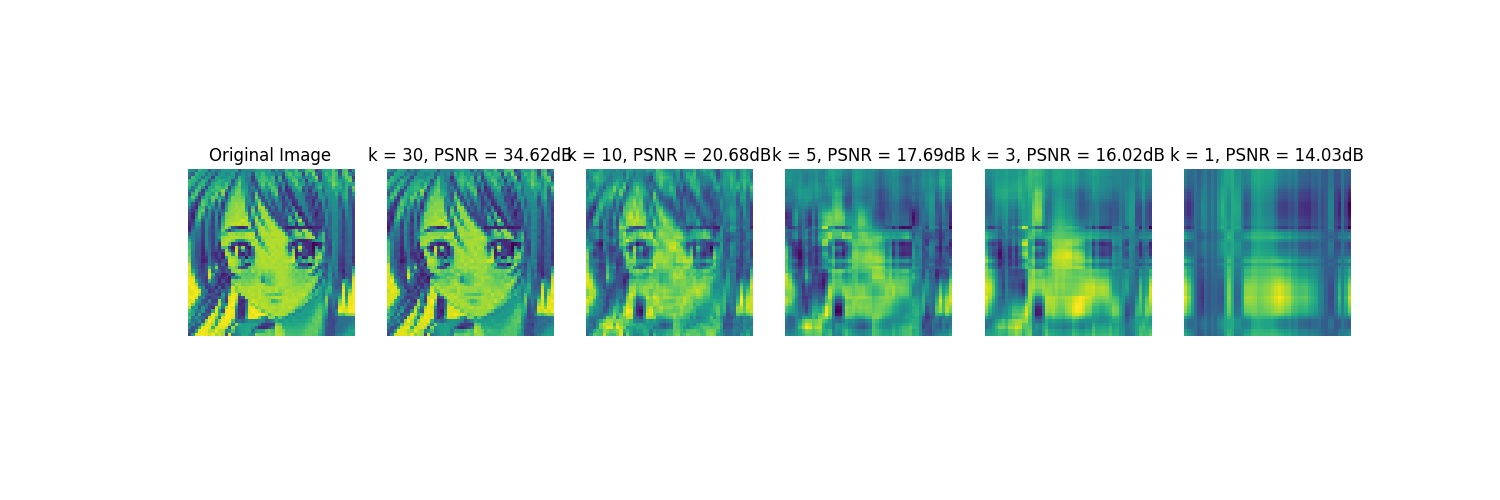 Original Image
k = 30, PSNR = 34.62dB
k = 10, PSNR = 20.68dB
k = 5, PSNR = 17.69dB
k = 3, PSNR = 16.02dB
k = 1, PSNR = 14.03dB